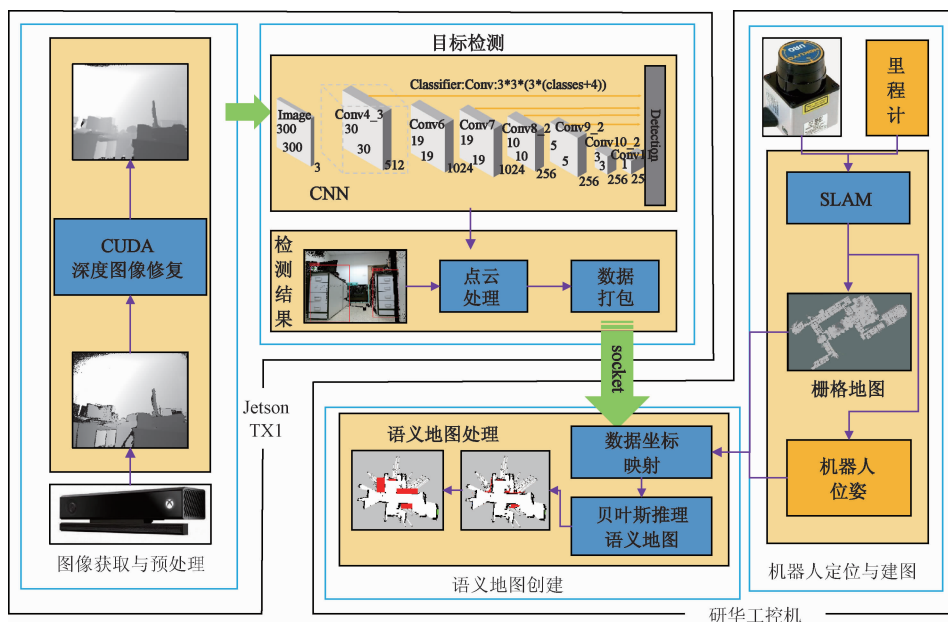 CUDA
深度图像修复
图像获取与预处理
Jetson
TX1
目标检测
Classifier:Conv:3*3*(3*(classes+4))
Image
300
300
3
Conv4_3
30
30
512
Conv6
19
19
1024
Conv7
19
19
1024
Conv8_2
10
10
256
Conv9_2
5
5
256
Conv10_2
3
3
256
Conv1
1
25
Detection
CNN
检测结果
点云
处理
数据
打包
socket
语义地图处理
数据坐标
映射
贝叶斯推理
语义地图
语义地图创建
里程计
SLAM
栅格地图
机器人
位姿
机器人定位与建图
研华工控机